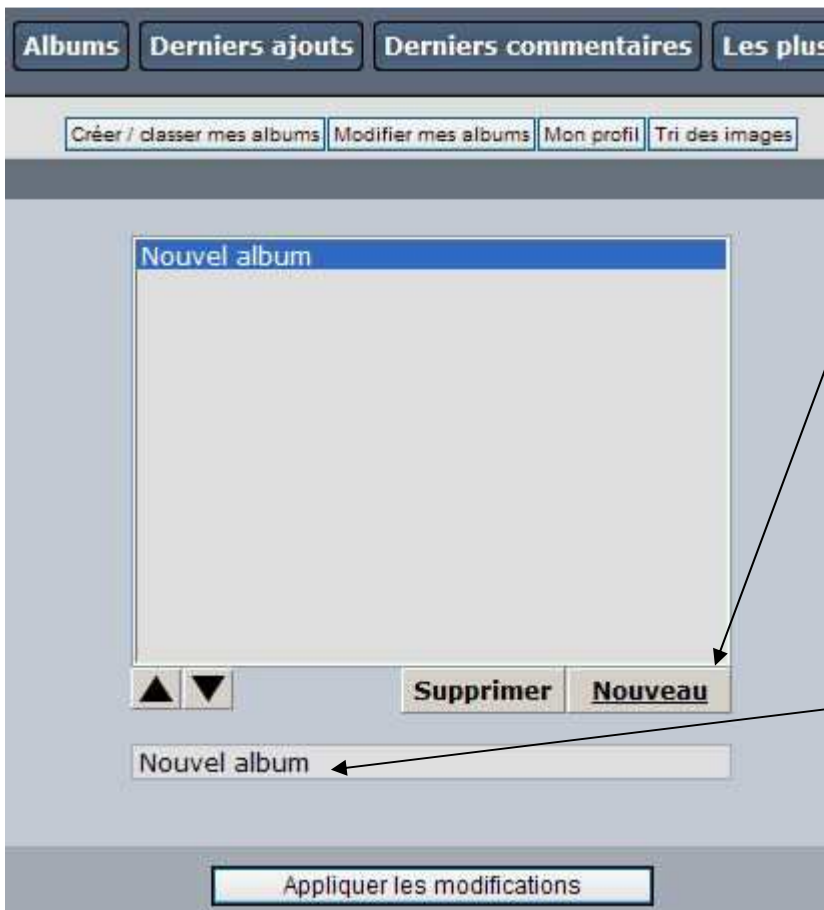 Albums Derniers ajouts Derniers commentaires Les plus
Créer / classer mes albums Modifier mes albums Mon profil Tri des images
Nouvel album
Supprimer Nouveau
Nouvel album
Appliquer les modifications